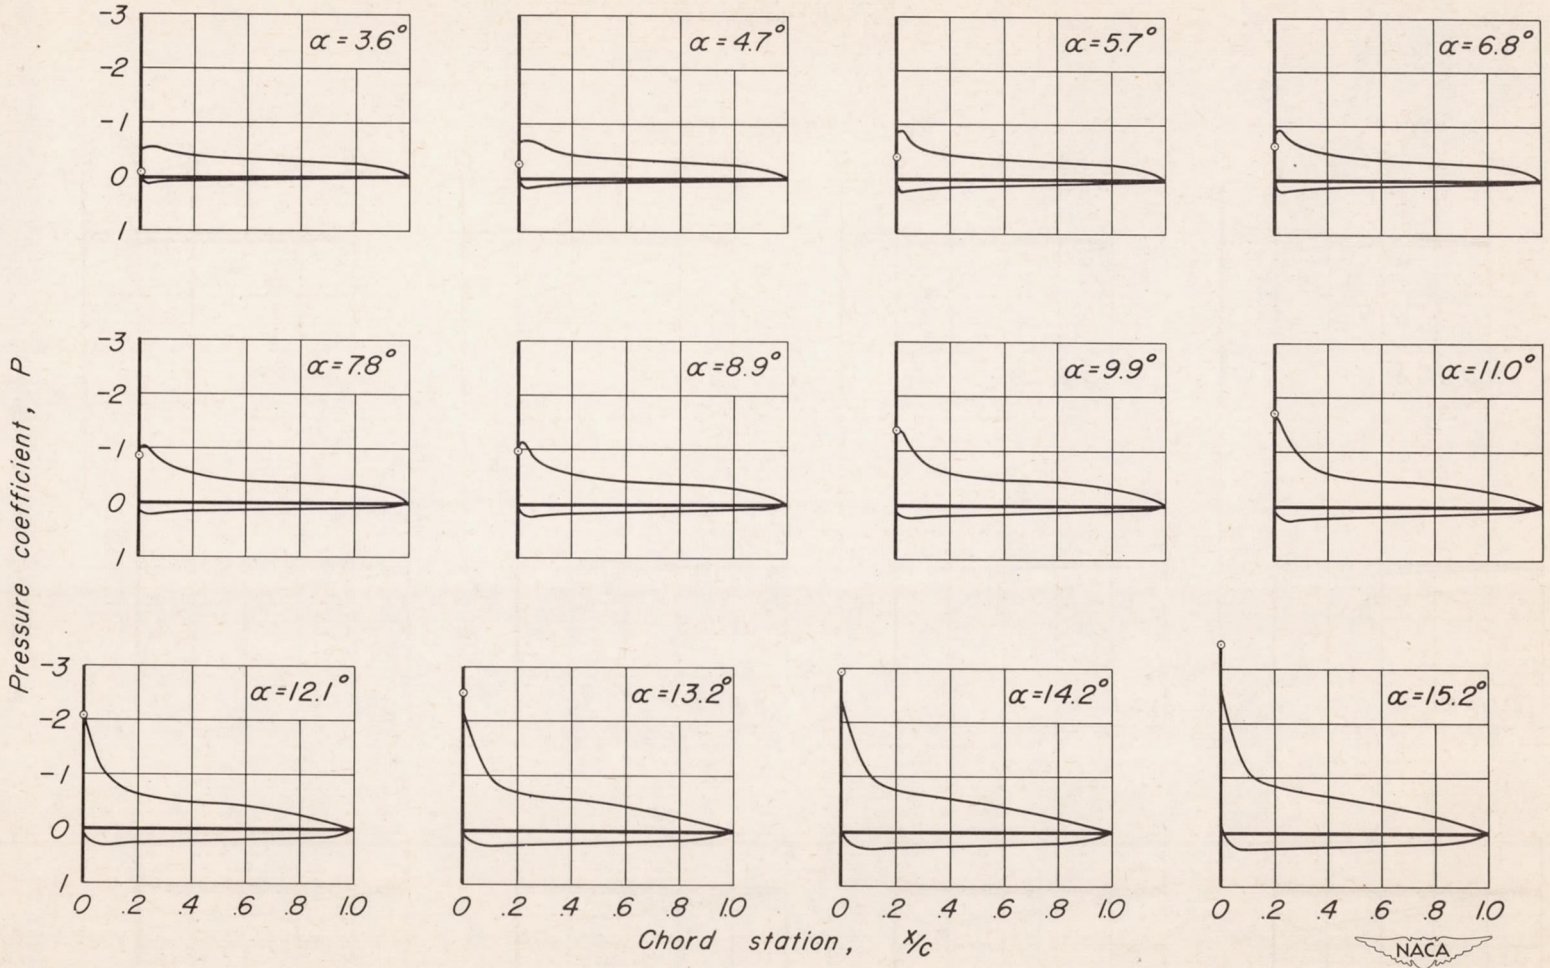 -3
α = 3.6°
α = 4.7°
α = 5.7°
α = 6.8°
-2
-1
0
1
-3
α = 7.8°
α = 8.9°
α = 9.9°
α = 11.0°
-2
-1
0
1
Pressure coefficient, P
-3
α = 12.1°
α = 13.2°
α = 14.2°
α = 15.2°
-2
-1
0
1
0 .2 .4 .6 .8 1.0
0 .2 .4 .6 .8 1.0
0 .2 .4 .6 .8 1.0
0 .2 .4 .6 .8 1.0
Chord station, x/c
NACA